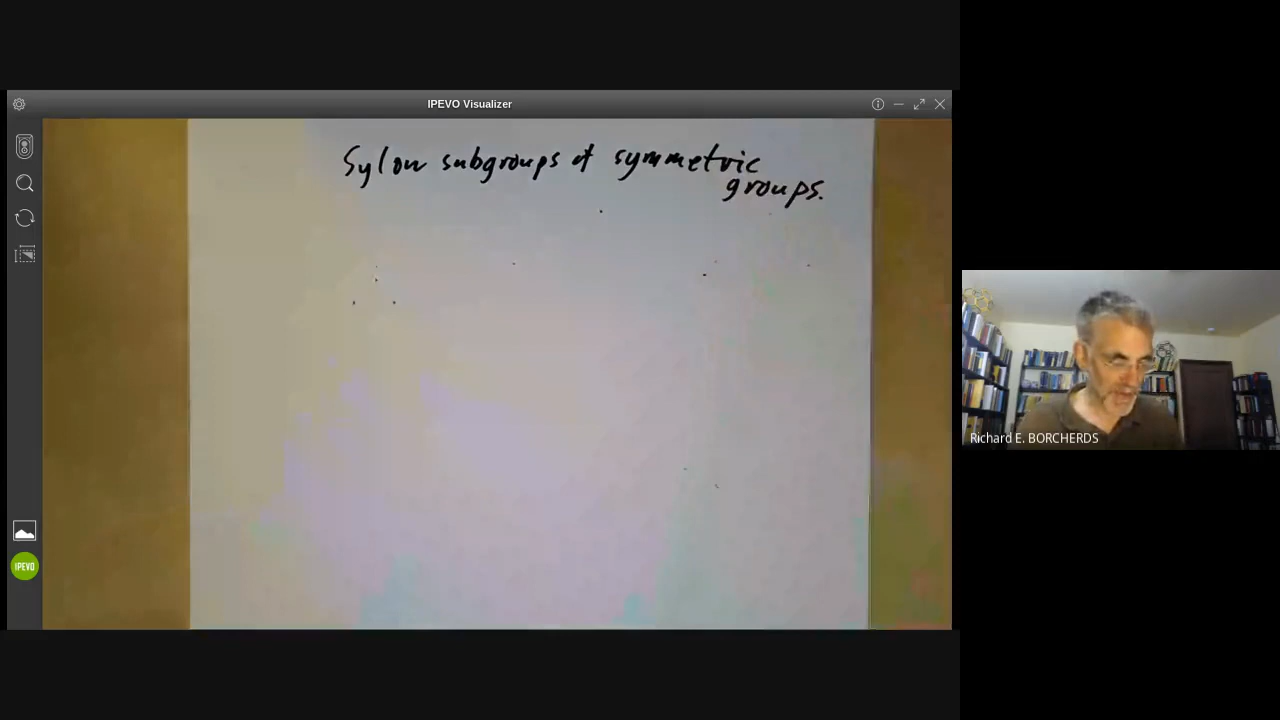 IPEVO Visualizer
Sylow subgroups of symmetric
groups.
IPEVO
Richard E. BORCHERDS